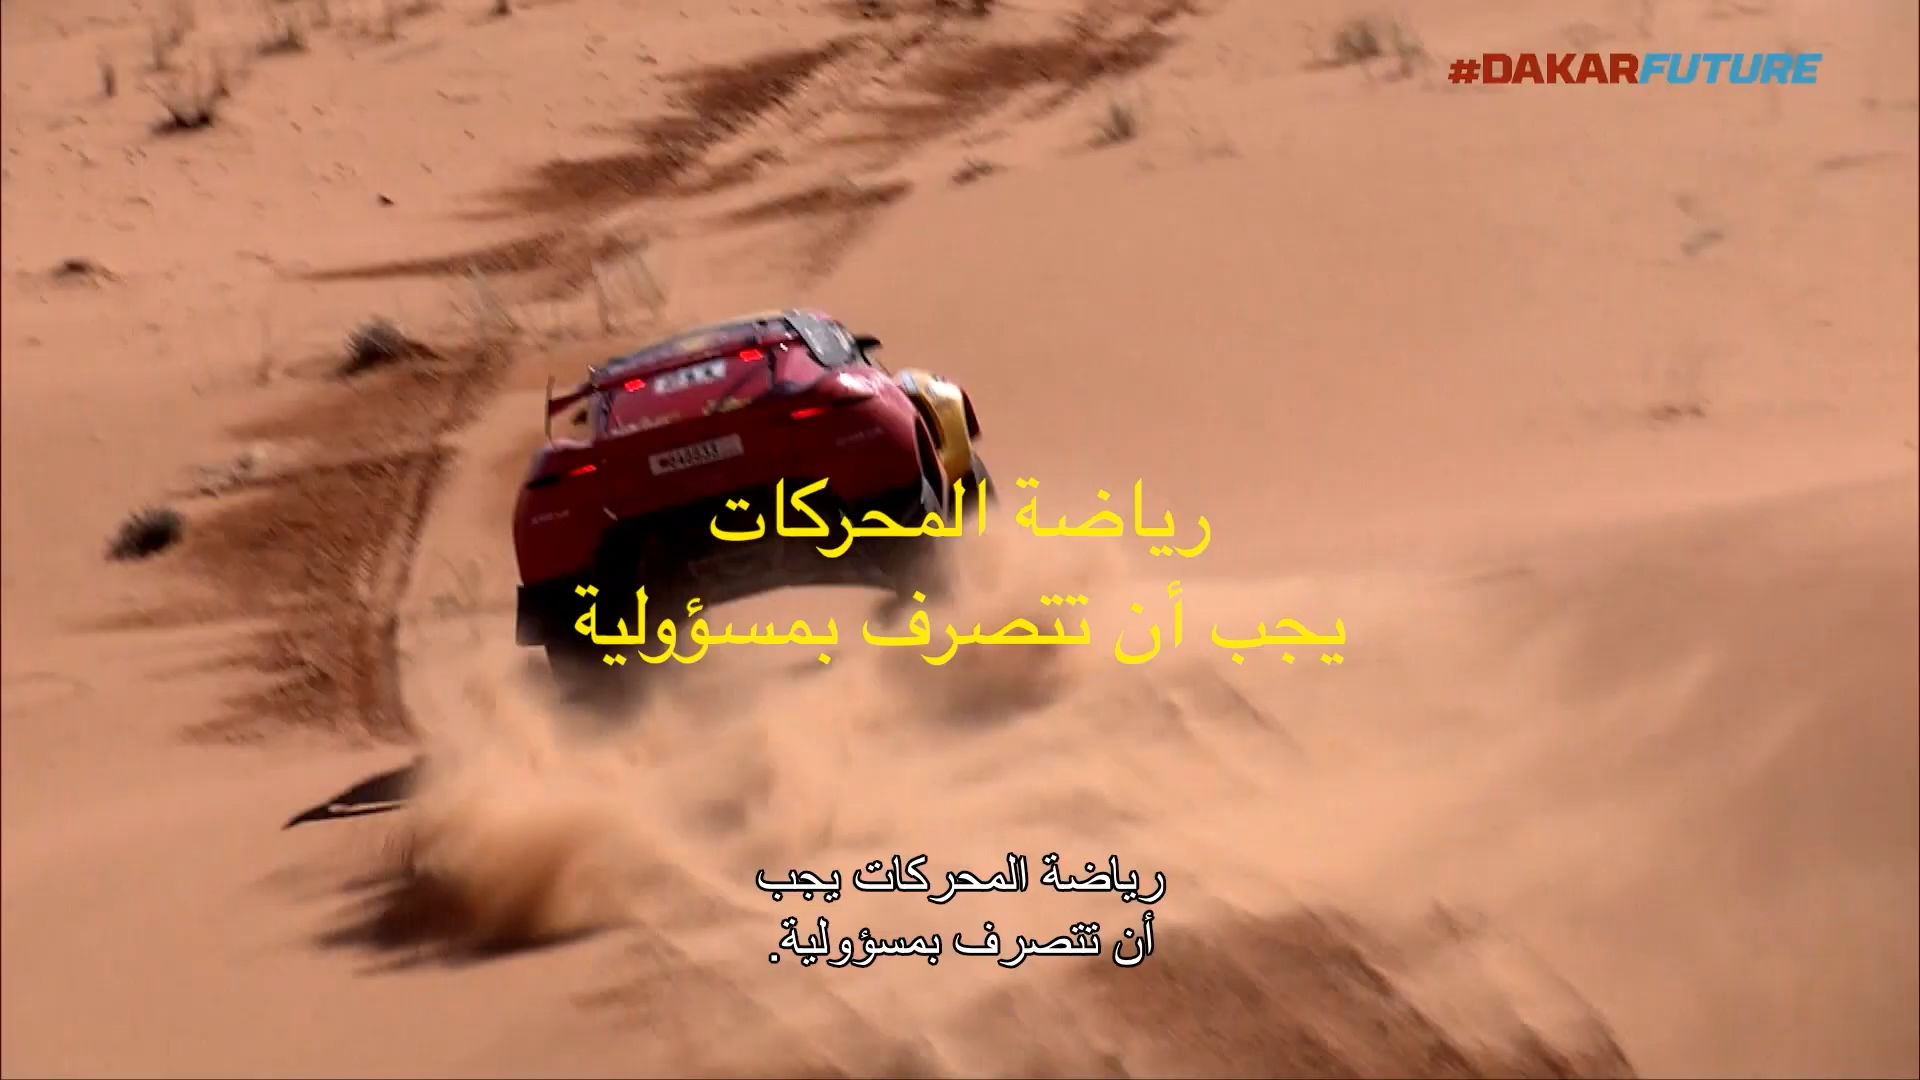 #DAKARFUTURE
رياضة المحركات
يجب أن تتصرف بمسؤولية
رياضة المحركات يجب
أن تتصرف بمسؤولية.